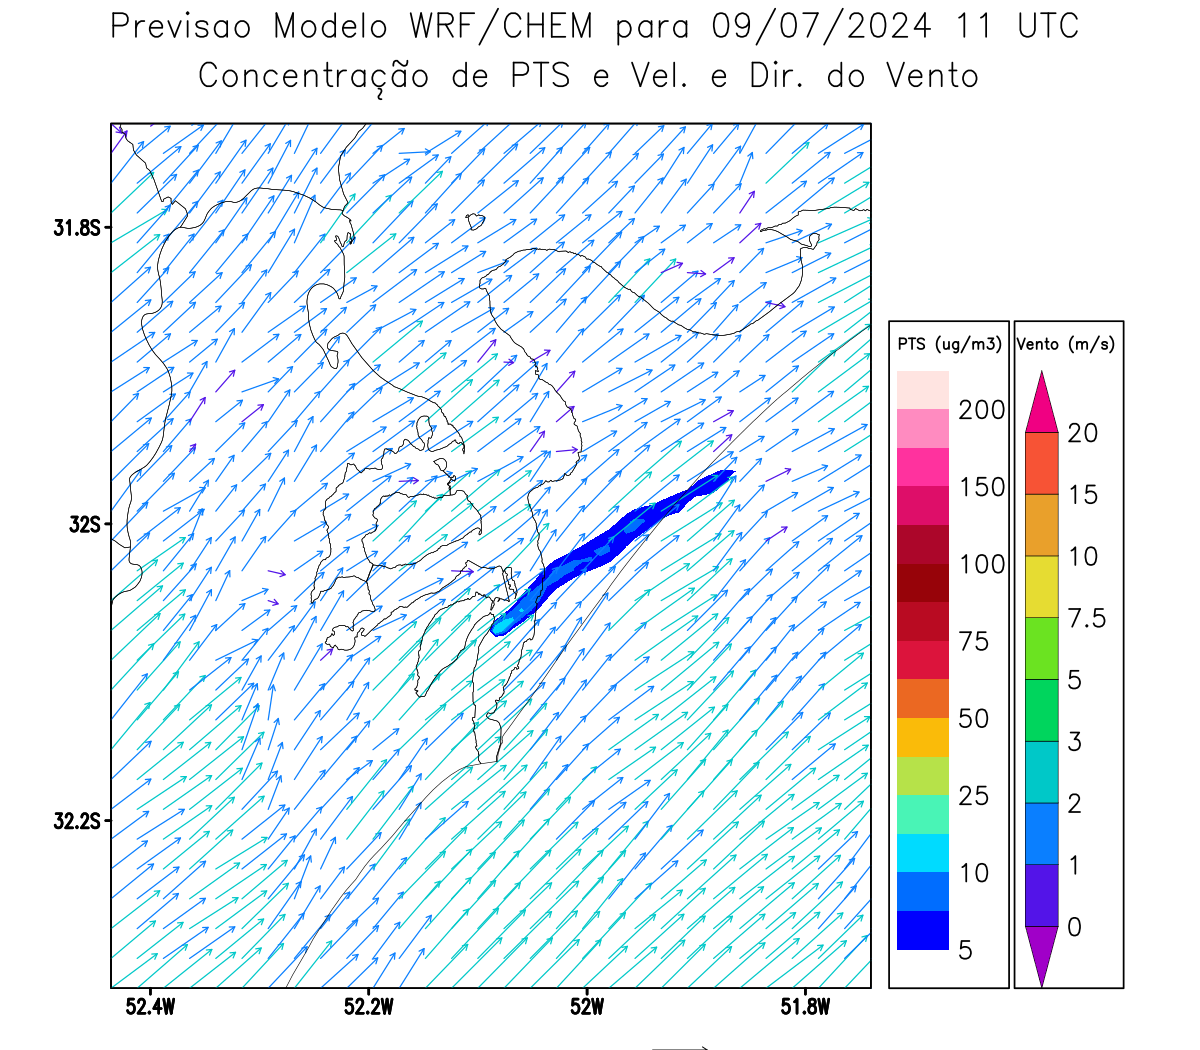 Previsao Modelo WRF/CHEM para 09/07/2024 11 UTC
Concentração de PTS e Vel. e Dir. do Vento
31.8S
32S
32.2S
52.4W
52.2W
52W
51.8W
PTS (ug/m3)
200
150
100
75
50
25
10
5
Vento (m/s)
20
15
10
7.5
5
3
2
1
0